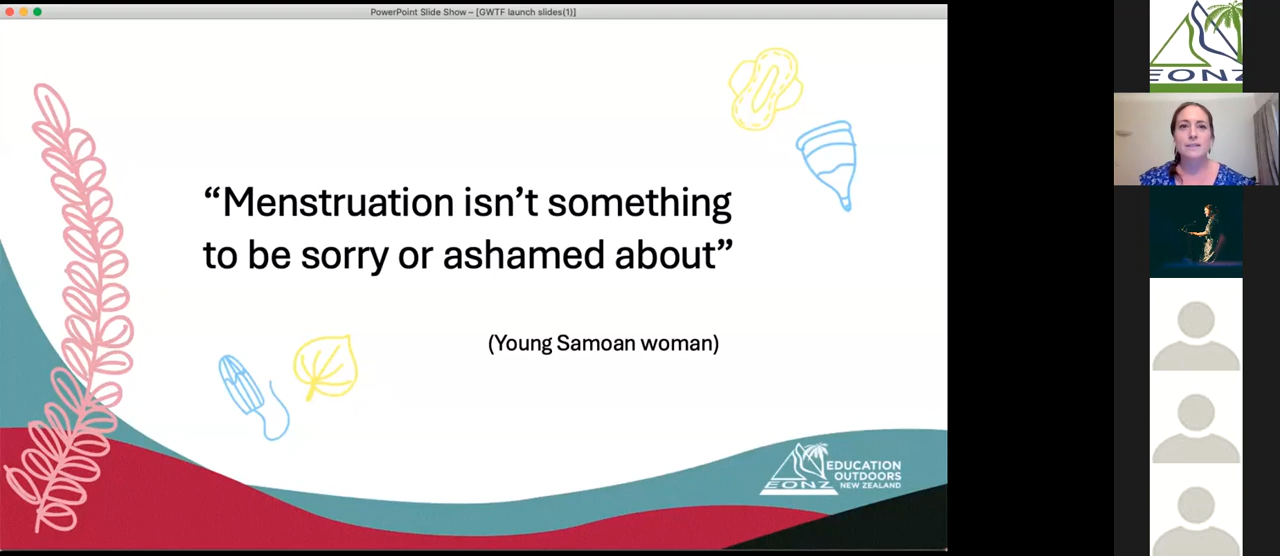 PowerPoint Slide Show – [GWTF launch slides(1)]
“Menstruation isn’t something
to be sorry or ashamed about”
(Young Samoan woman)
EONZ
EDUCATION
OUTDOORS
NEW ZEALAND
EONZ